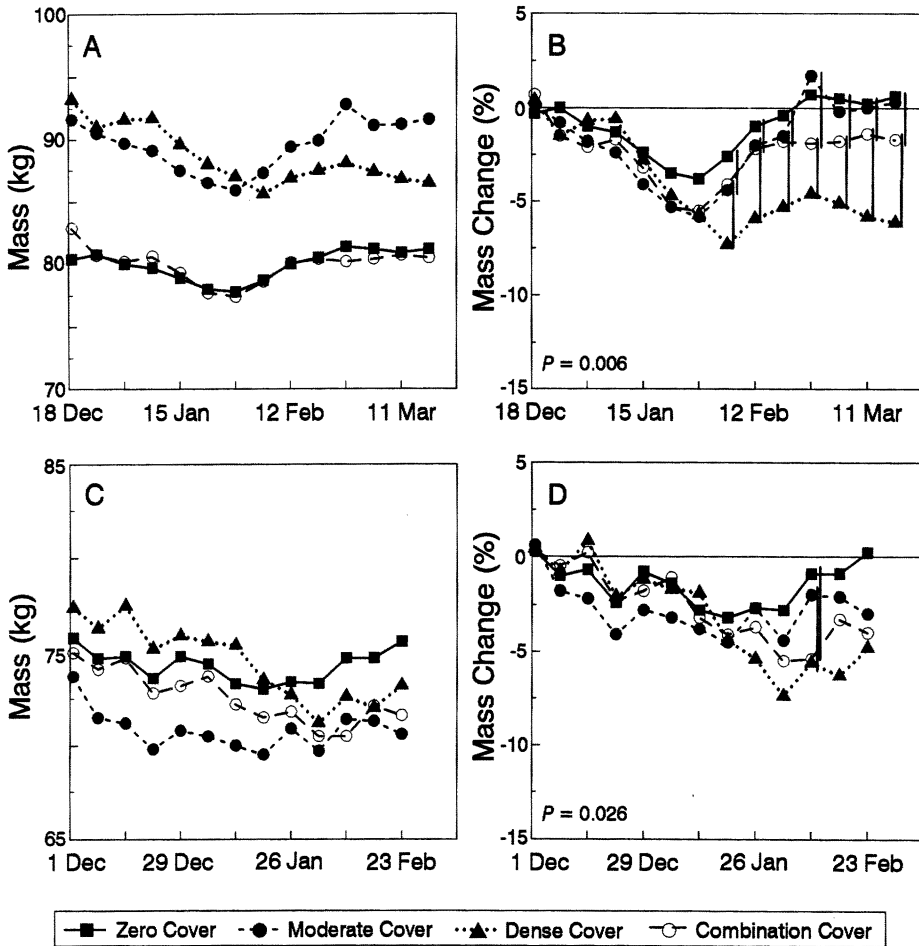 A
Mass (kg)
100
90
80
70
18 Dec 15 Jan 12 Feb 11 Mar
B
Mass Change (%)
5
0
-5
-10
-15
P = 0.006
18 Dec 15 Jan 12 Feb 11 Mar
C
Mass (kg)
85
75
65
1 Dec 29 Dec 26 Jan 23 Feb
D
Mass Change (%)
5
0
-5
-10
-15
P = 0.026
1 Dec 29 Dec 26 Jan 23 Feb
Zero Cover Moderate Cover Dense Cover Combination Cover